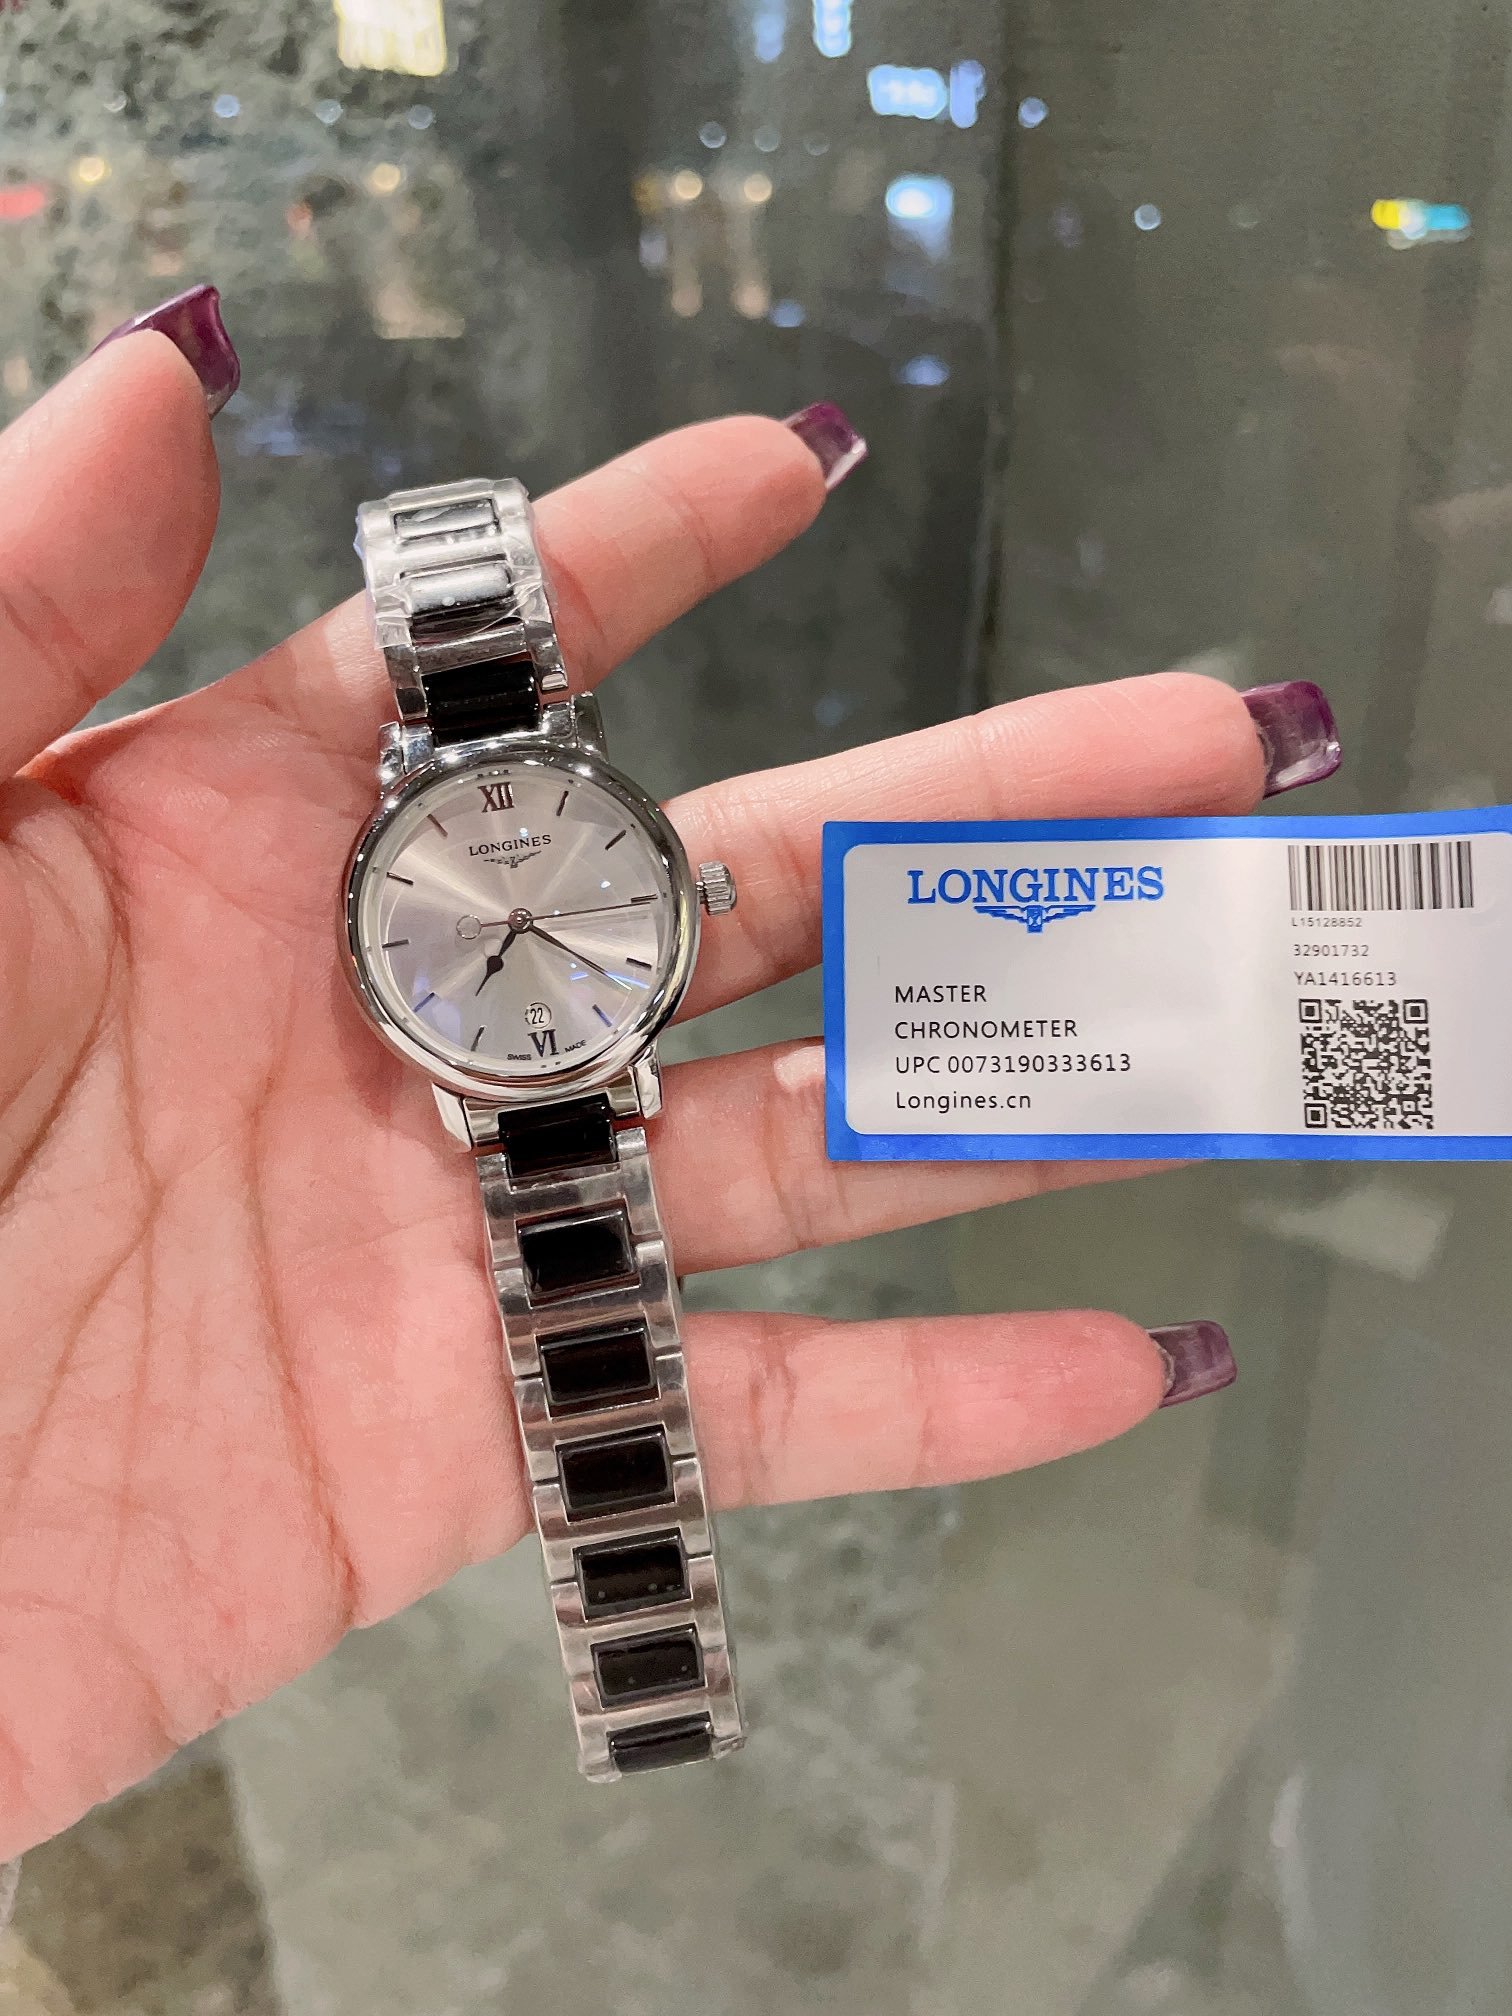 XII
LONGINES
22
VI
SWISS MADE
LONGINES
MASTER
CHRONOMETER
UPC 0073190333613
Longines.cn
L15128852
32901732
YA1416613